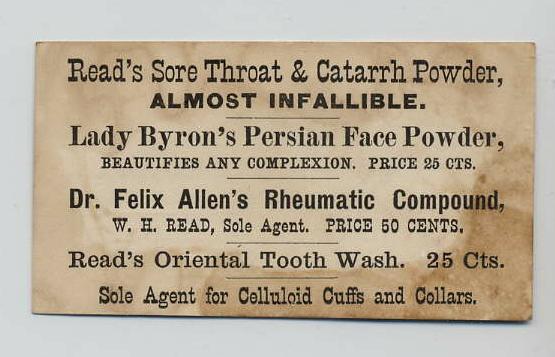 Read's Sore Throat & Catarrh Powder,
ALMOST INFALLIBLE.
Lady Byron's Persian Face Powder,
BEAUTIFIES ANY COMPLEXION. PRICE 25 CTS.
Dr. Felix Allen's Rheumatic Compound,
W. H. READ, Sole Agent. PRICE 50 CENTS.
Read's Oriental Tooth Wash. 25 Cts.
Sole Agent for Celluloid Cuffs and Collars.